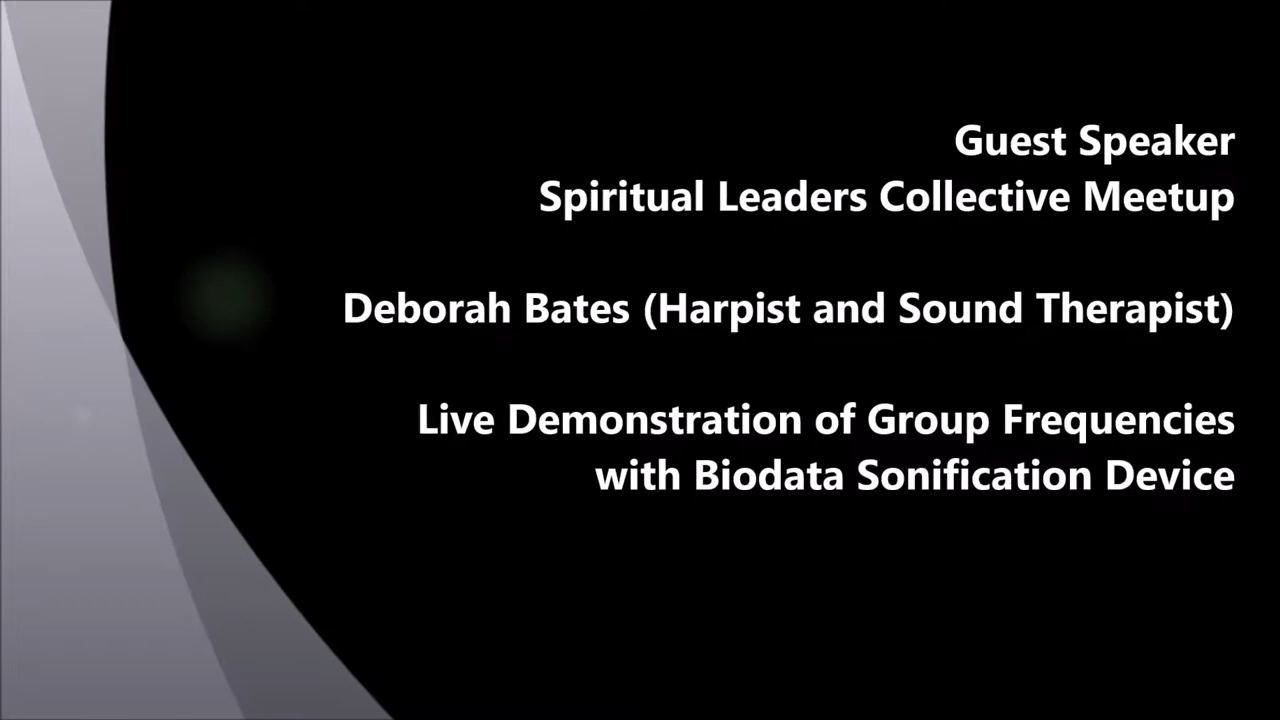 Guest Speaker
Spiritual Leaders Collective Meetup
Deborah Bates (Harpist and Sound Therapist)
Live Demonstration of Group Frequencies
with Biodata Sonification Device